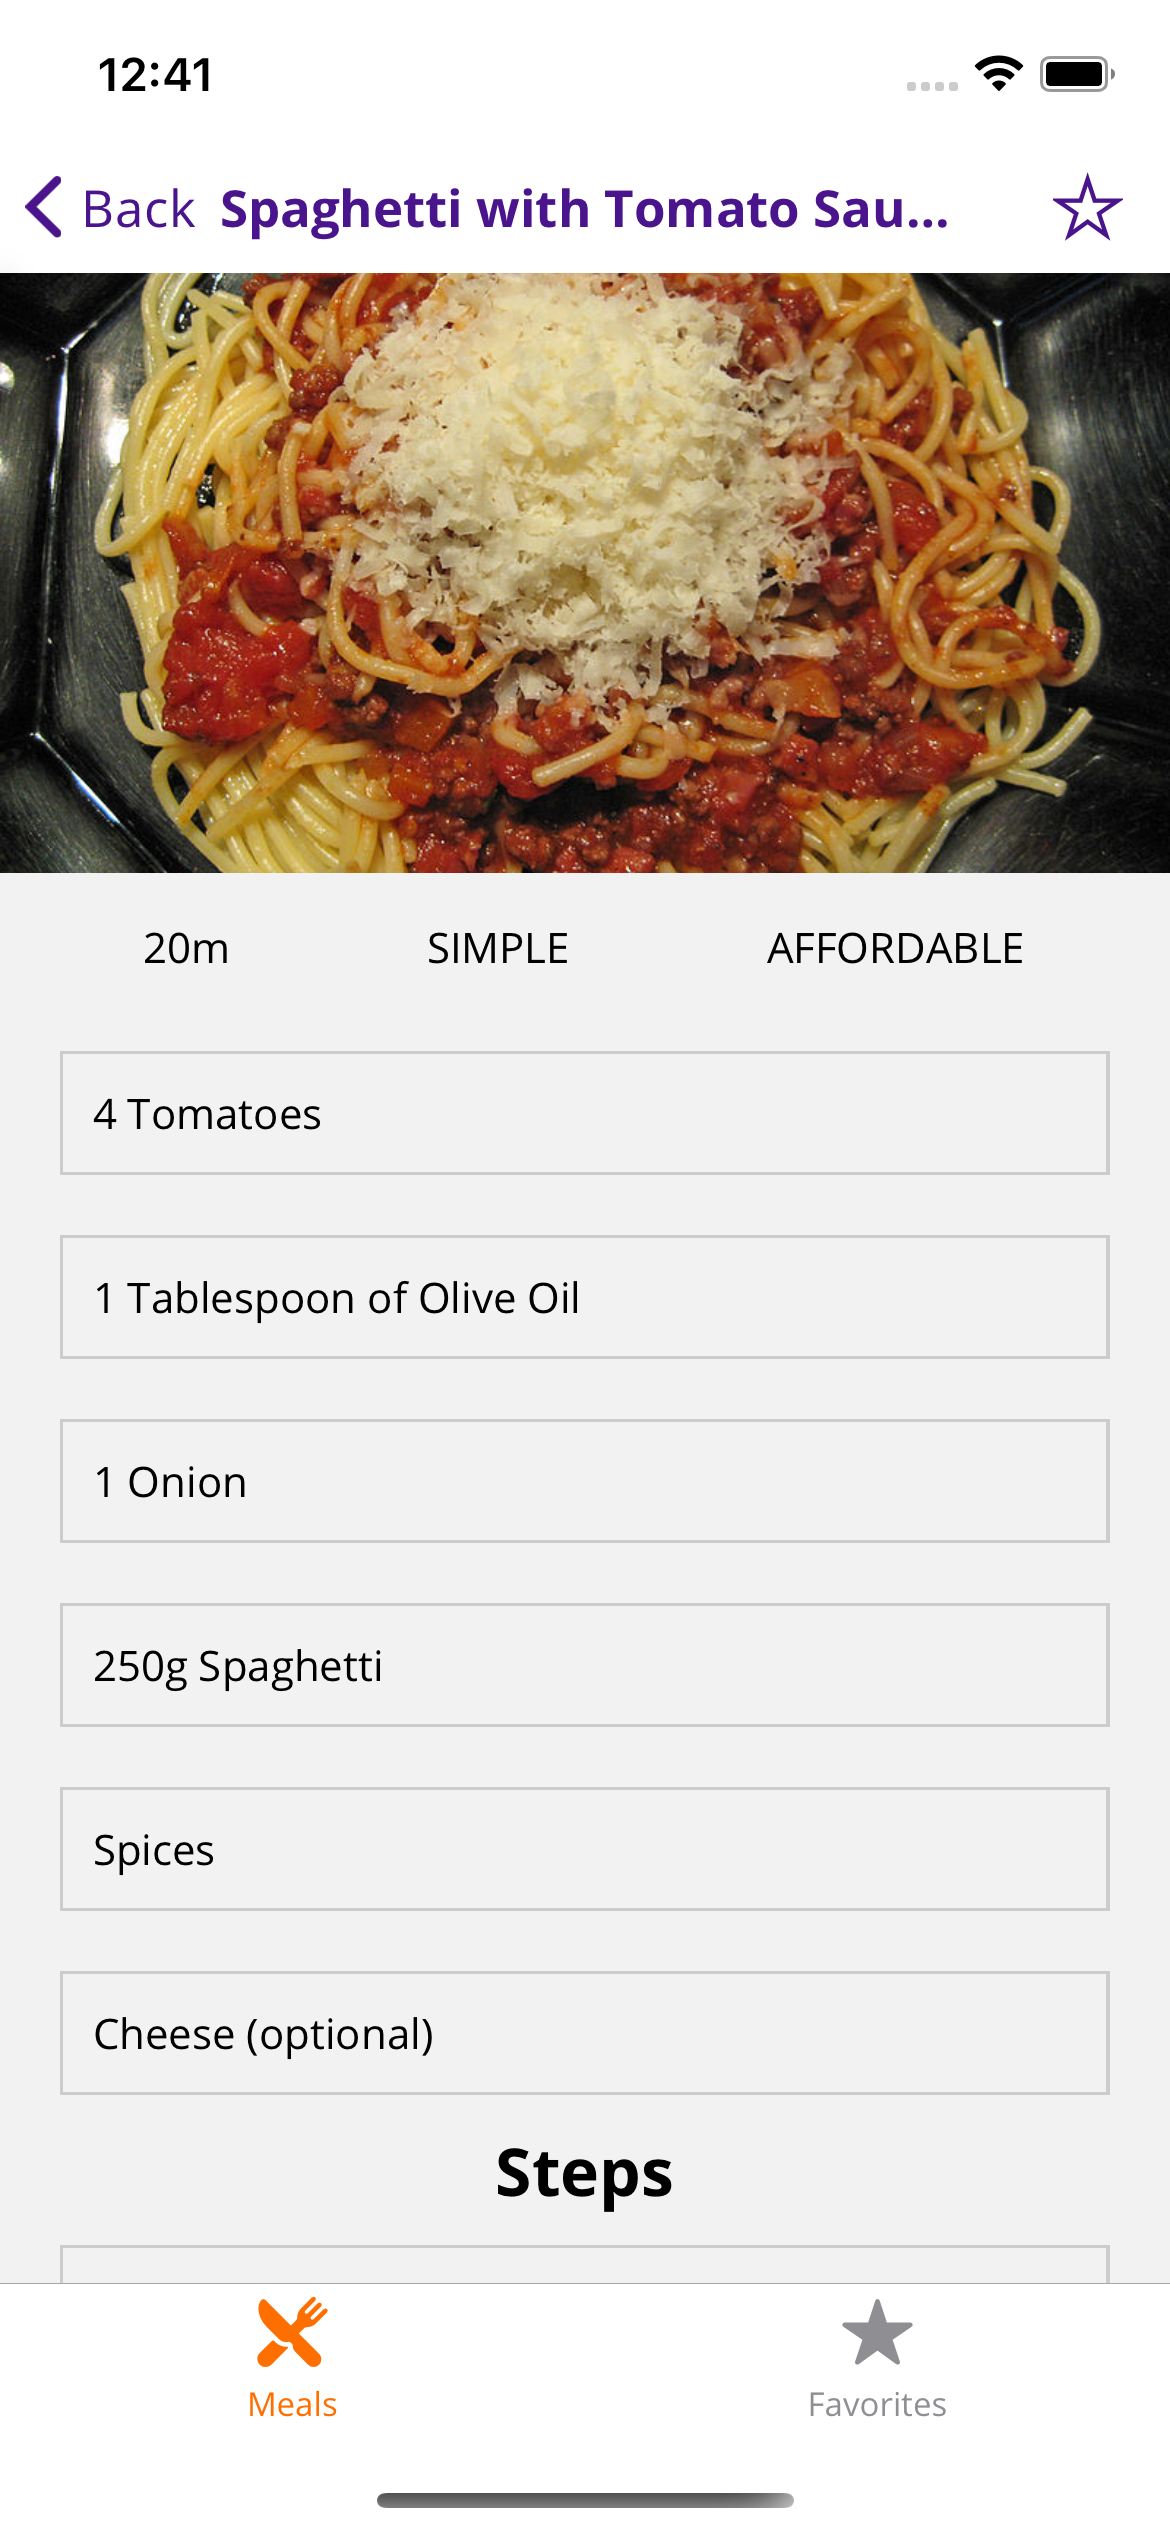 12:41
Back Spaghetti with Tomato Sau...
20m SIMPLE AFFORDABLE
4 Tomatoes
1 Tablespoon of Olive Oil
1 Onion
250g Spaghetti
Spices
Cheese (optional)
Steps
Meals Favorites